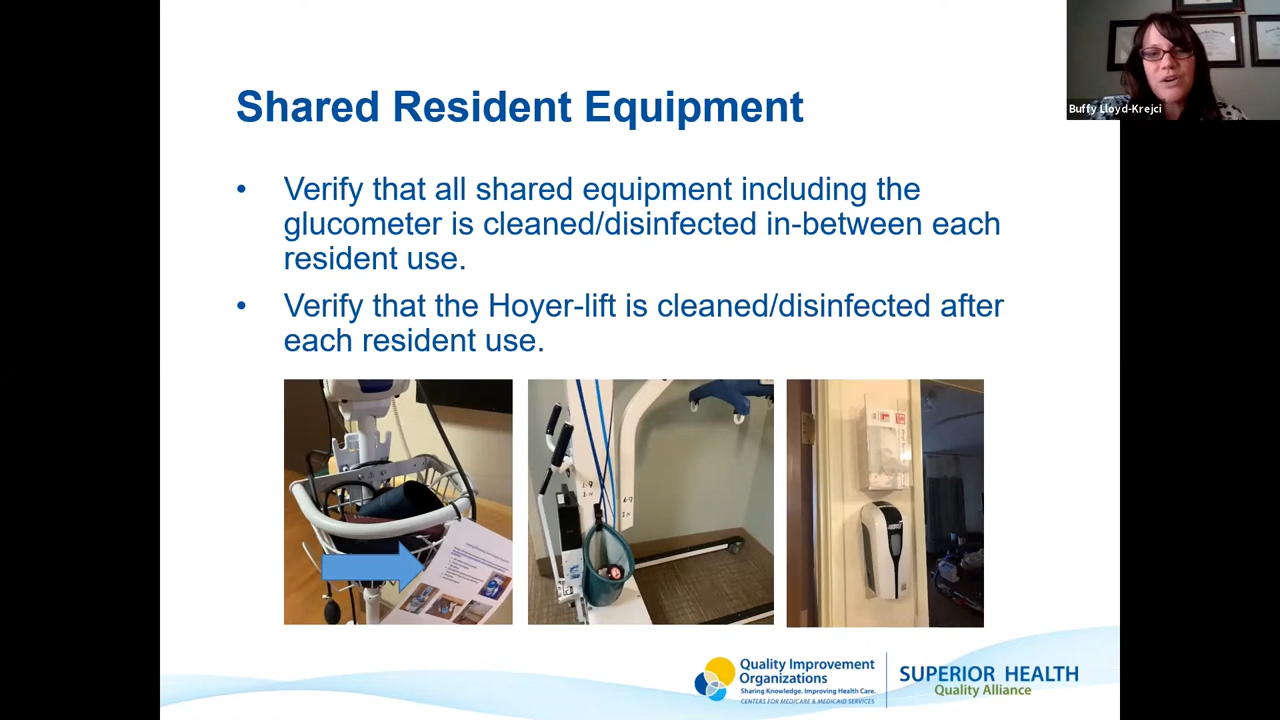 Buffy Lloyd-Krejci
Shared Resident Equipment
• Verify that all shared equipment including the
glucometer is cleaned/disinfected in-between each
resident use.
• Verify that the Hoyer-lift is cleaned/disinfected after
each resident use.
Quality Improvement
Organizations
Sharing Knowledge. Improving Health Care.
CENTERS FOR MEDICARE & MEDICAID SERVICES
SUPERIOR HEALTH
Quality Alliance